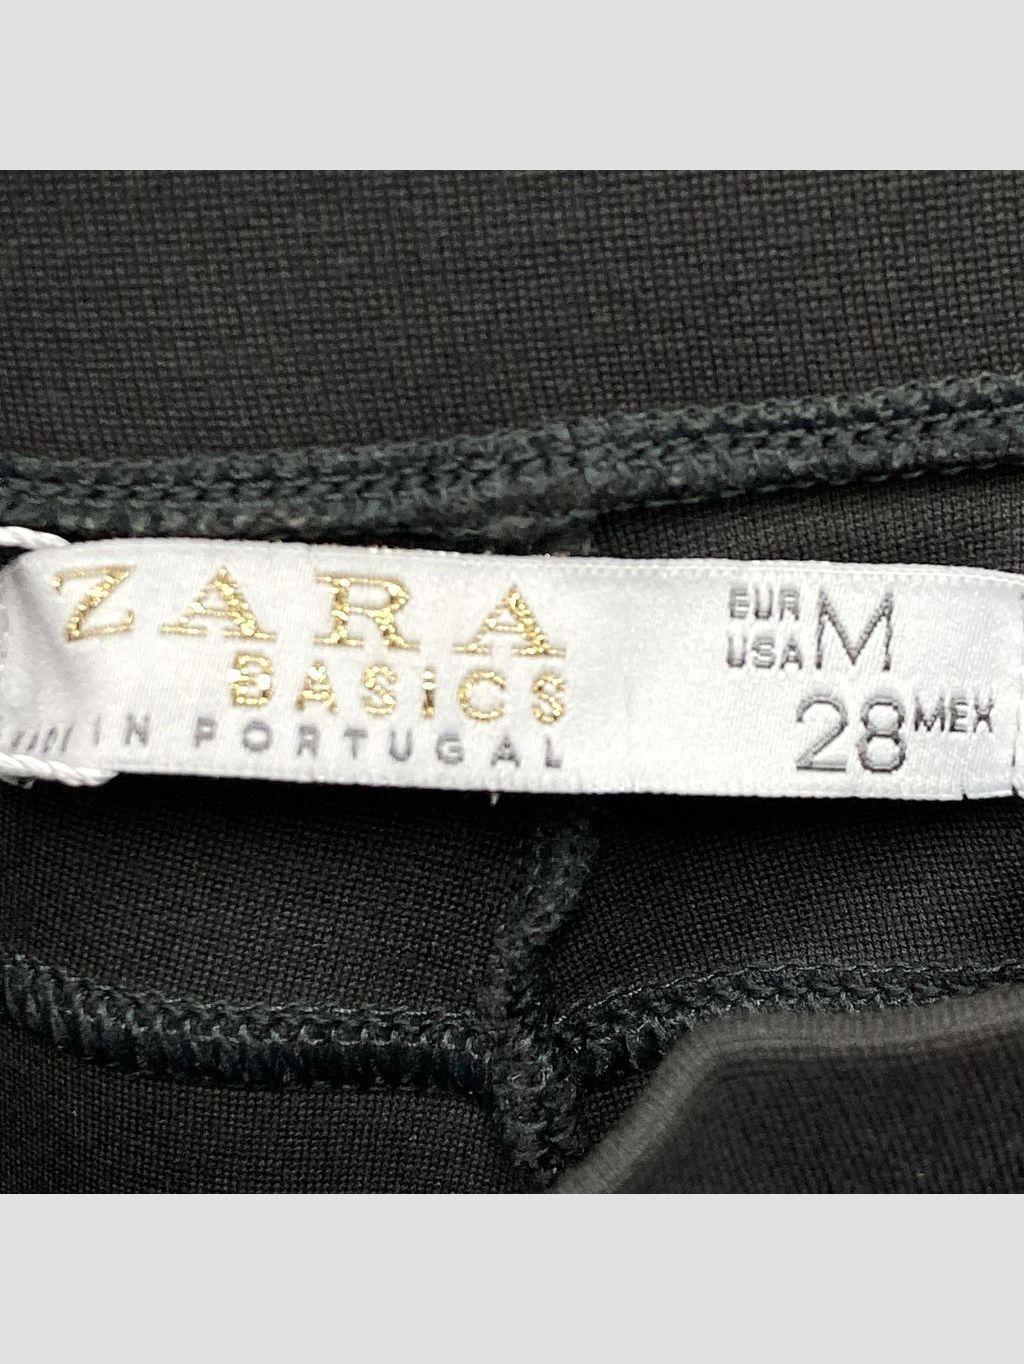 ZARA
BASICS
IN PORTUGAL
EUR
USA M
28 MEX